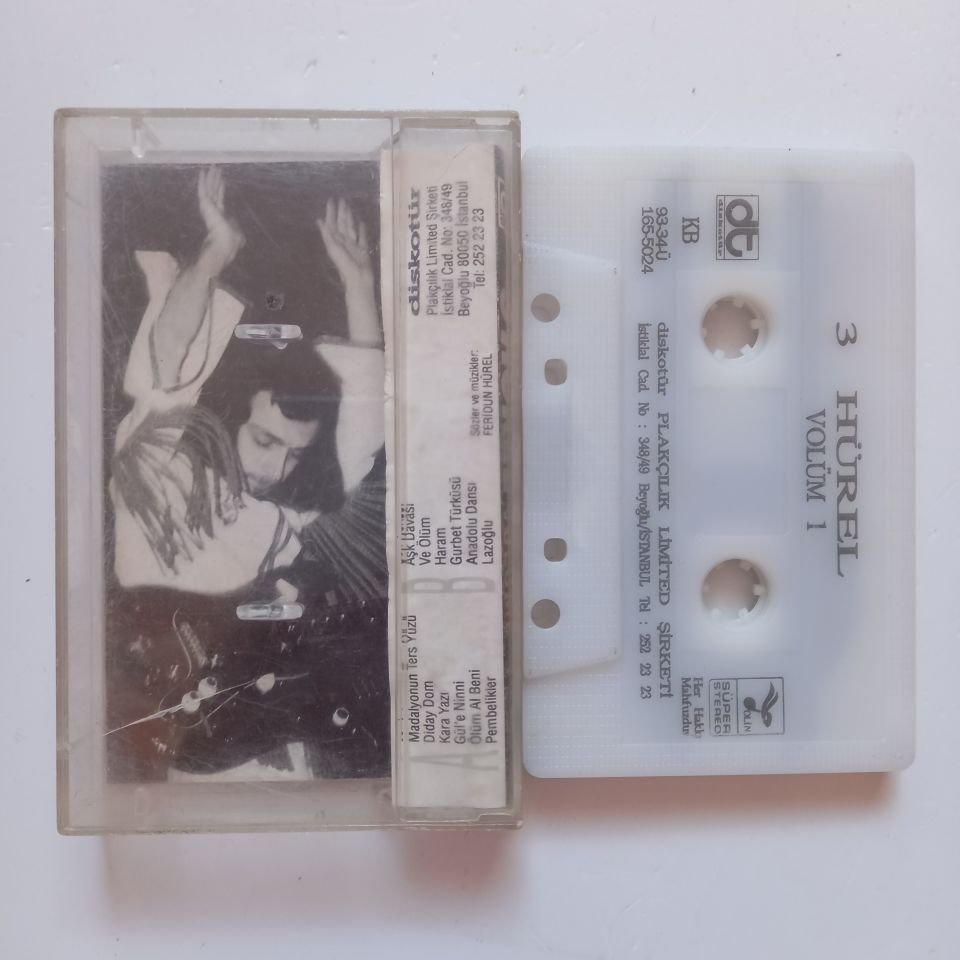 diskotür
Plakçılık Limited Şirketi
İstiklal Cad. No: 348/49
Beyoğlu 80050 İstanbul
Tel: 252 23 23
Sözler ve müzikler:
FERİDUN HÜREL
A
Madalyonun Ters Yüzü
Diday Dom
Kara Yazı
Gül'e Ninni
Ölüm Al Beni
Pembelikler
B
Aşk Davası
Ve Ölüm
Haram
Gurbet Türküsü
Anadolu Dansı
Lazoğlu
dt
diskotür
KB
93-34-Ü
165-5024
3 HÜREL
VOLÜM 1
diskotür PLAKÇILIK LİMİTED ŞİRKETİ
İstiklal Cad. No : 348/49 Beyoğlu/İSTANBUL Tel : 252 23 23
SÜPER
STEREO
Her Hakkı
Mahfuzdur